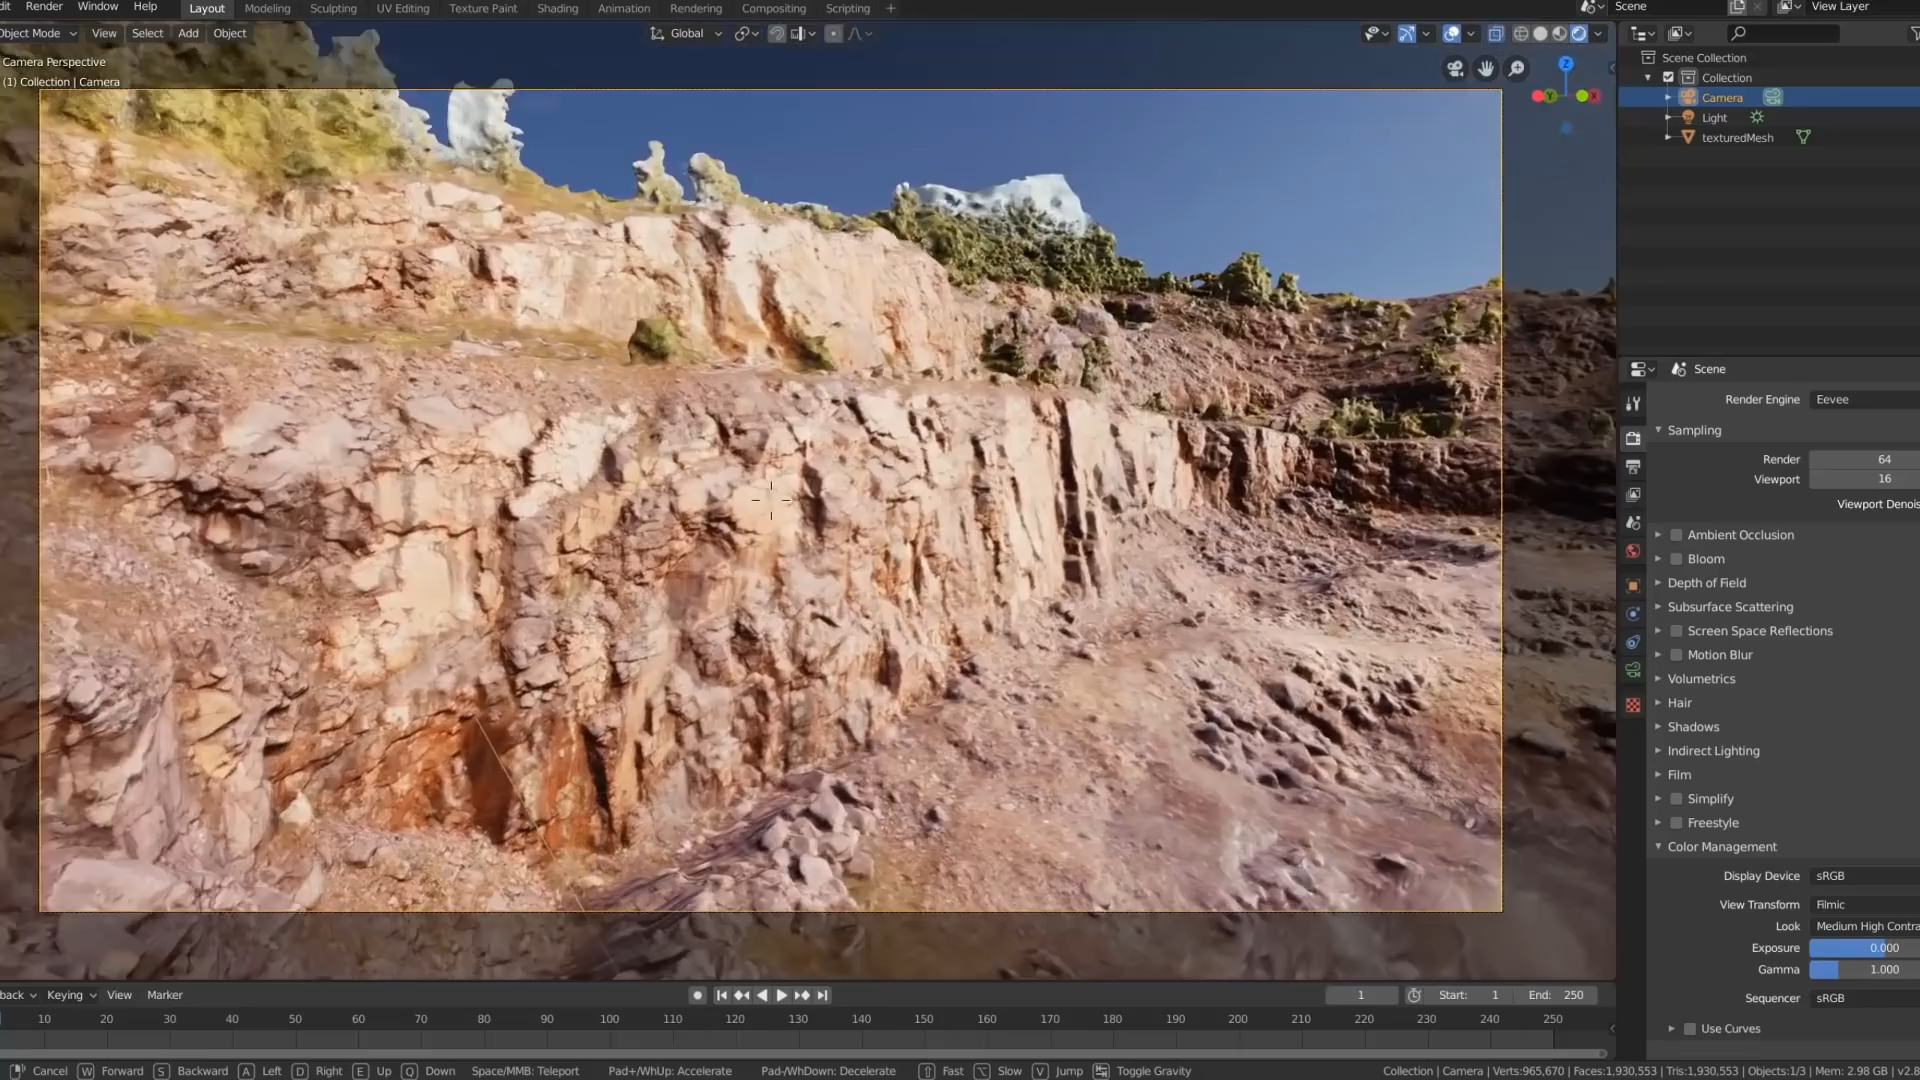 Render Window Help
Layout Modeling Sculpting UV Editing Texture Paint Shading Animation Rendering Compositing Scripting +
Scene
View Layer
Object Mode View Select Add Object
Global
Camera Perspective
(1) Collection | Camera
Z
Y
X
Scene Collection
Collection
Camera
Light
texturedMesh
Scene
Render Engine Eevee
Sampling
Render 64
Viewport 16
Viewport Denois
Ambient Occlusion
Bloom
Depth of Field
Subsurface Scattering
Screen Space Reflections
Motion Blur
Volumetrics
Hair
Shadows
Indirect Lighting
Film
Simplify
Freestyle
Color Management
Display Device sRGB
View Transform Filmic
Look Medium High Contra
Exposure 0.000
Gamma 1.000
Sequencer sRGB
Use Curves
back Keying View Marker
1 Start: 1 End: 250
10 20 30 40 50 60 70 80 90 100 110 120 130 140 150 160 170 180 190 200 210 220 230 240 250
Cancel W Forward S Backward A Left D Right E Up Q Down Space/MMB: Teleport Pad+/WhUp: Accelerate Pad-/WhDown: Decelerate Fast Slow V Jump Toggle Gravity
Collection | Camera | Verts:965,670 | Faces:1,930,553 | Tris:1,930,553 | Objects:1/3 | Mem: 2.98 GB | v2.8